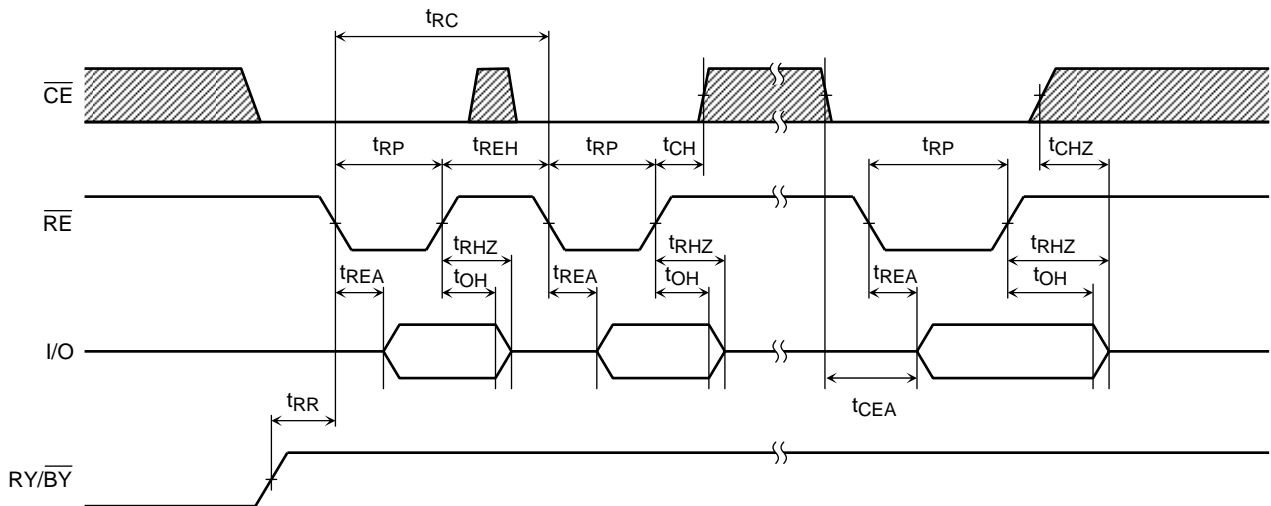 tRC
CE
tRP tREH tRP tCH tRP tCHZ
RE
tRHZ tRHZ tRHZ
tREA tOH tREA tOH tREA tOH
I/O
tRR tCEA
RY/BY